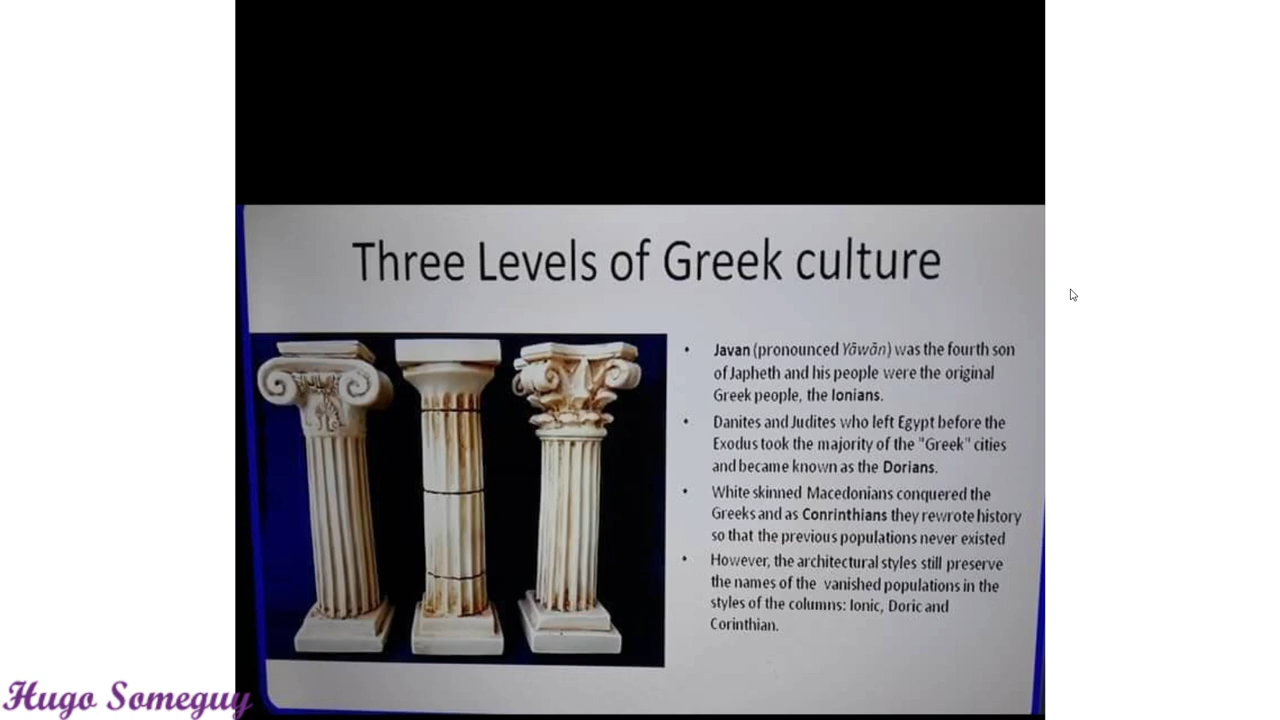 Three Levels of Greek culture
• Javan (pronounced Yāwān) was the fourth son
of Japheth and his people were the original
Greek people, the Ionians.
• Danites and Judites who left Egypt before the
Exodus took the majority of the "Greek" cities
and became known as the Dorians.
• White skinned Macedonians conquered the
Greeks and as Conrinthians they rewrote history
so that the previous populations never existed
• However, the architectural styles still preserve
the names of the vanished populations in the
styles of the columns: Ionic, Doric and
Corinthian.
Hugo Someguy